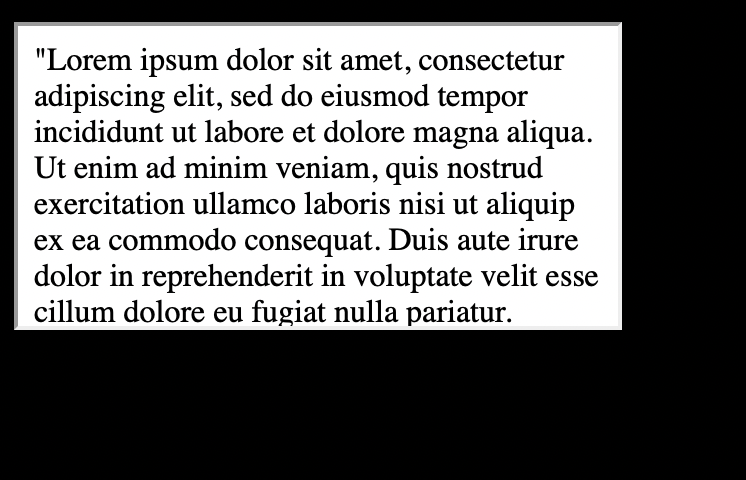 "Lorem ipsum dolor sit amet, consectetur
adipiscing elit, sed do eiusmod tempor
incididunt ut labore et dolore magna aliqua.
Ut enim ad minim veniam, quis nostrud
exercitation ullamco laboris nisi ut aliquip
ex ea commodo consequat. Duis aute irure
dolor in reprehenderit in voluptate velit esse
cillum dolore eu fugiat nulla pariatur.